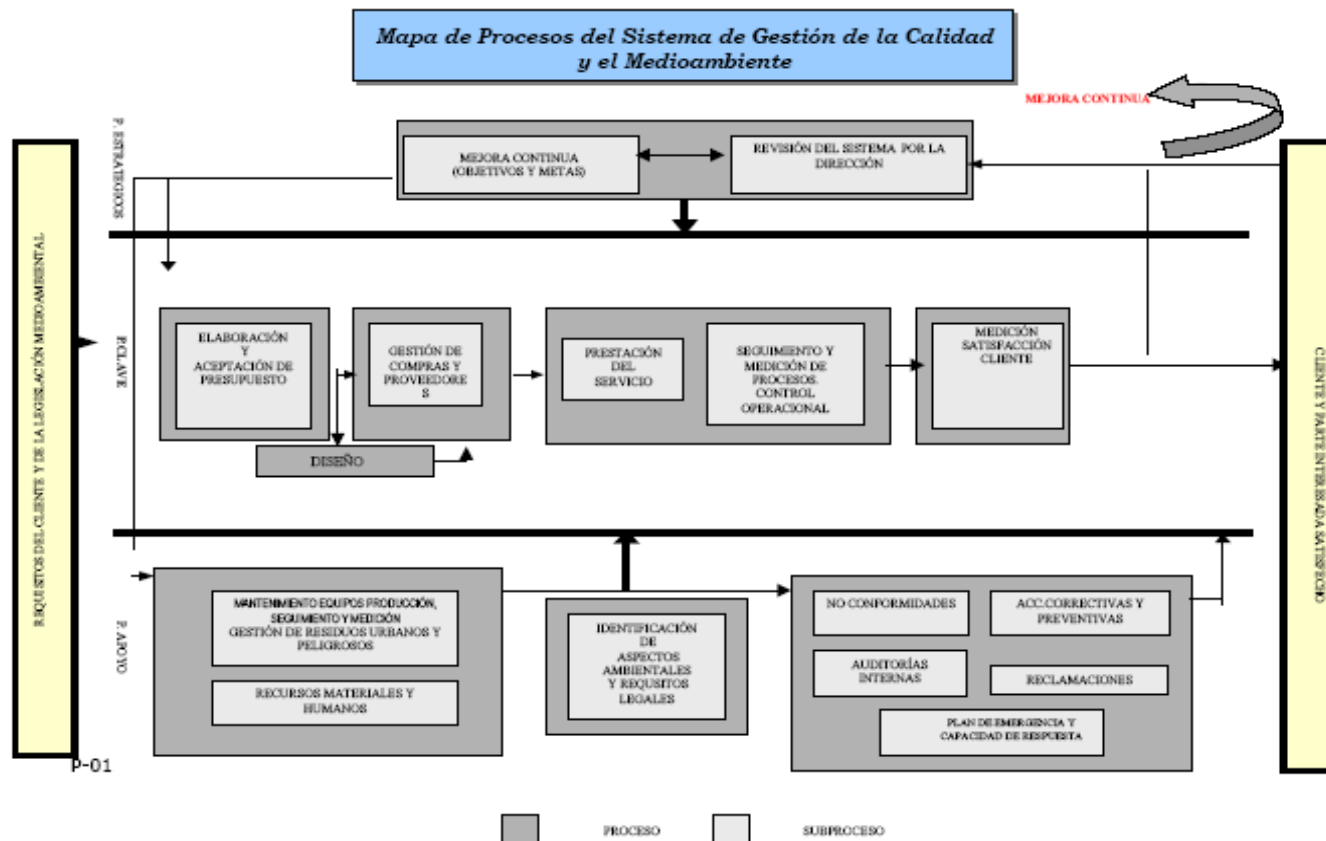 Mapa de Procesos del Sistema de Gestión de la Calidad
y el Medioambiente
MEJORA CONTINUA
P. ESTRATEGICOS
MEJORA CONTINUA
(OBJETIVOS Y METAS)
REVISIÓN DEL SISTEMA POR LA
DIRECCIÓN
REQUISITOS DEL CLIENTE Y DE LA LEGISLACIÓN MEDIOAMBIENTAL
P.CLAVE
ELABORACIÓN
Y
ACEPTACIÓN DE
PRESUPUESTO
GESTIÓN DE
COMPRAS Y
PROVEEDORE
S
DISEÑO
PRESTACIÓN
DEL
SERVICIO
SEGUIMIENTO Y
MEDICIÓN DE
PROCESOS.
CONTROL
OPERACIONAL
MEDICIÓN
SATISFACCIÓN
CLIENTE
CLIENTE Y PARTE INTERESADA SATISFECHO
P. APOYO
MANTENIMIENTO EQUIPOS PRODUCCIÓN,
SEGUIMIENTO Y MEDICIÓN
GESTIÓN DE RESIDUOS URBANOS Y
PELIGROSOS
RECURSOS MATERIALES Y
HUMANOS
IDENTIFICACIÓN
DE
ASPECTOS
AMBIENTALES
Y REQUSITOS
LEGALES
NO CONFORMIDADES
ACC.CORRECTIVAS Y
PREVENTIVAS
AUDITORÍAS
INTERNAS
RECLAMACIONES
PLAN DE EMERGENCIA Y
CAPACIDAD DE RESPUESTA
P-01
PROCESO
SUBPROCESO